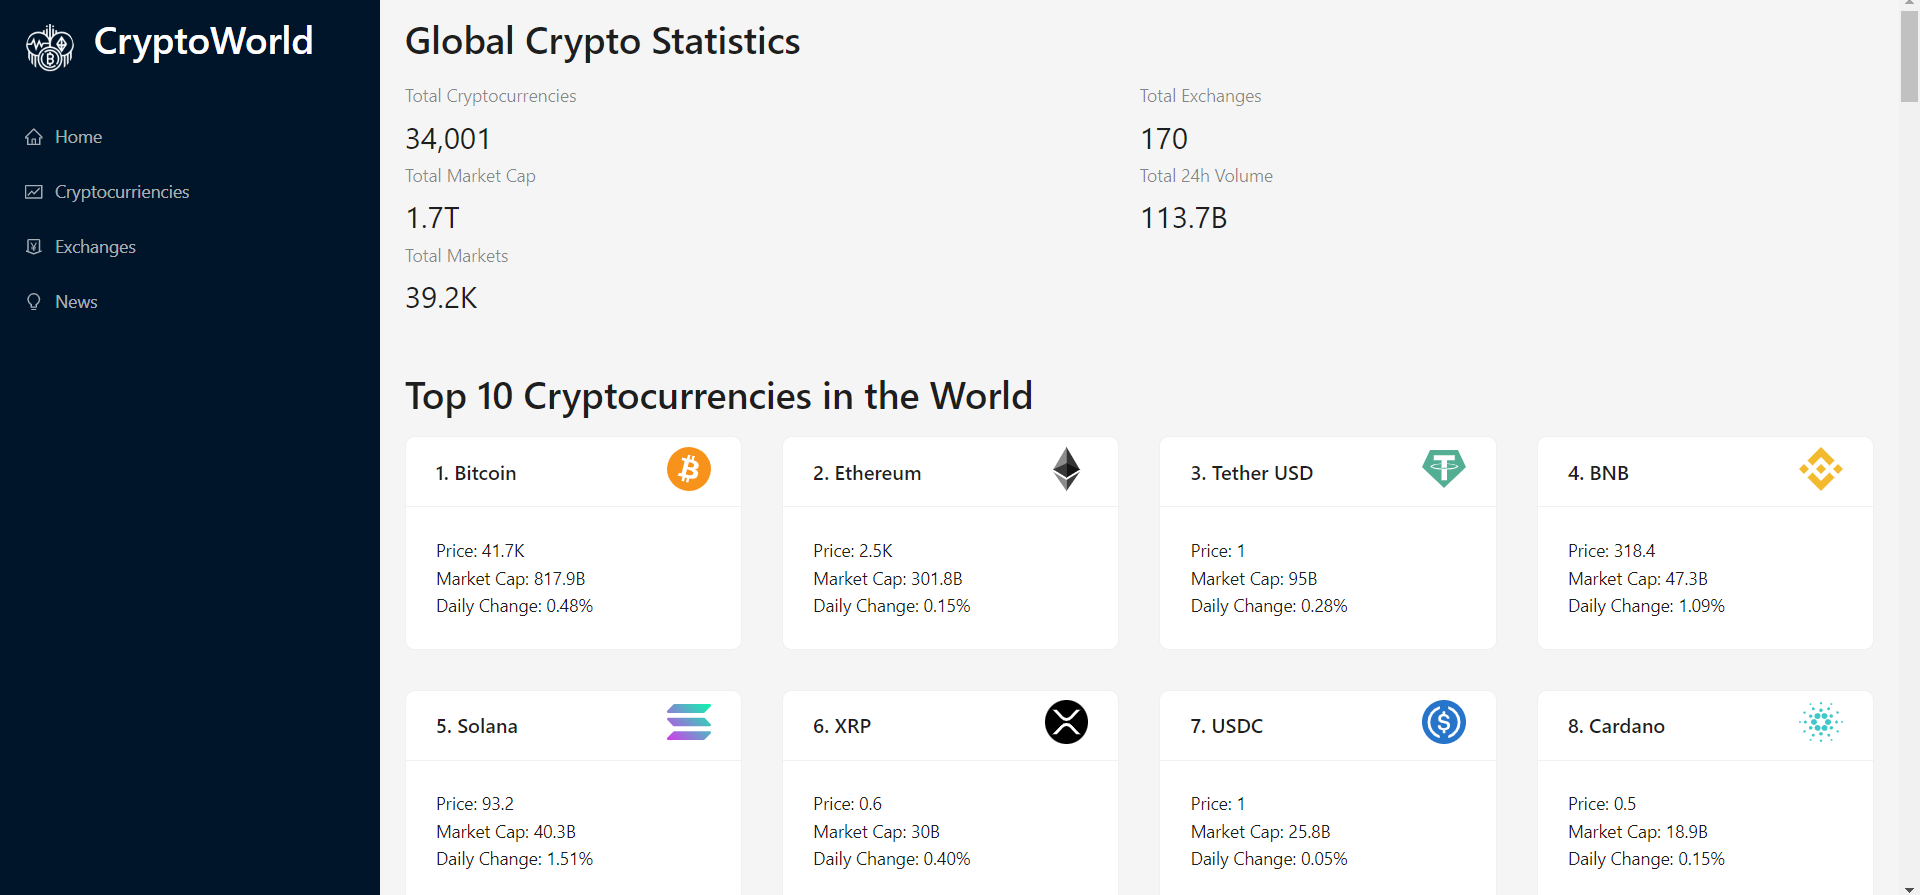 CryptoWorld
Home
Cryptocurriencies
Exchanges
News
Global Crypto Statistics
Total Cryptocurrencies
34,001
Total Exchanges
170
Total Market Cap
1.7T
Total 24h Volume
113.7B
Total Markets
39.2K
Top 10 Cryptocurrencies in the World
1. Bitcoin
Price: 41.7K
Market Cap: 817.9B
Daily Change: 0.48%
2. Ethereum
Price: 2.5K
Market Cap: 301.8B
Daily Change: 0.15%
3. Tether USD
Price: 1
Market Cap: 95B
Daily Change: 0.28%
4. BNB
Price: 318.4
Market Cap: 47.3B
Daily Change: 1.09%
5. Solana
Price: 93.2
Market Cap: 40.3B
Daily Change: 1.51%
6. XRP
Price: 0.6
Market Cap: 30B
Daily Change: 0.40%
7. USDC
Price: 1
Market Cap: 25.8B
Daily Change: 0.05%
8. Cardano
Price: 0.5
Market Cap: 18.9B
Daily Change: 0.15%